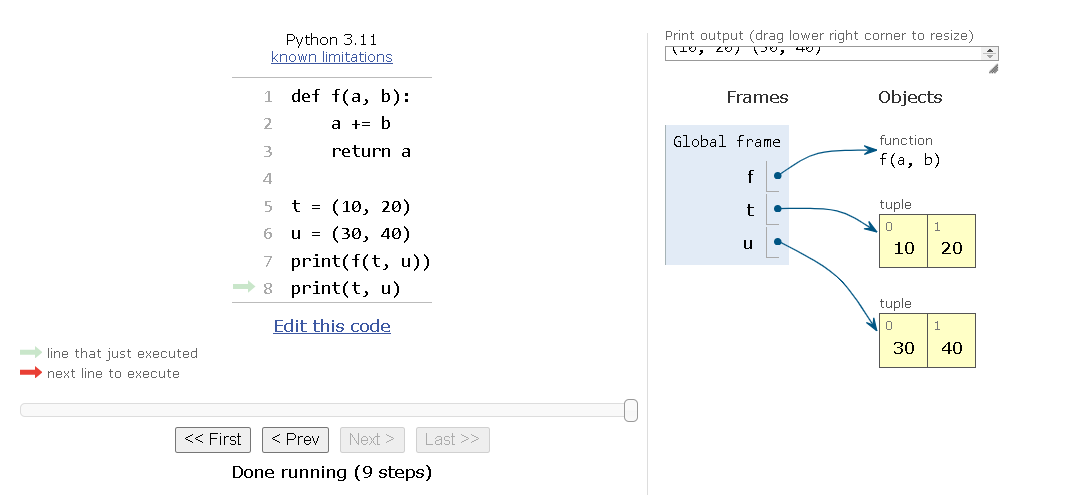 Python 3.11
known limitations
1 def f(a, b):
2     a += b
3     return a
4
5 t = (10, 20)
6 u = (30, 40)
7 print(f(t, u))
8 print(t, u)
Edit this code
line that just executed
next line to execute
<< First < Prev Next > Last >>
Done running (9 steps)
Print output (drag lower right corner to resize)
(10, 20) (30, 40)
Frames Objects
Global frame
f
t
u
function
f(a, b)
tuple
0 1
10 20
tuple
0 1
30 40